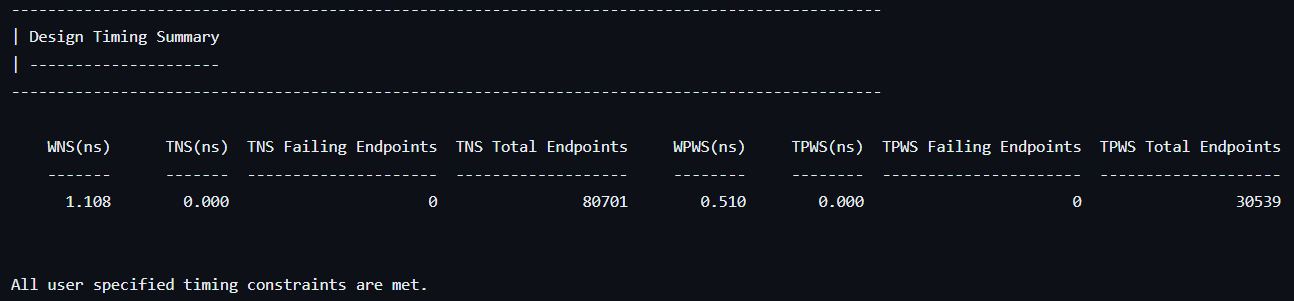 ------------------------------------------------------------------------------------------------
| Design Timing Summary
| ---------------------
------------------------------------------------------------------------------------------------

    WNS(ns)      TNS(ns)  TNS Failing Endpoints  TNS Total Endpoints     WPWS(ns)     TPWS(ns)  TPWS Failing Endpoints  TPWS Total Endpoints
    -------      -------  ---------------------  -------------------     --------     --------  ----------------------  --------------------
      1.108        0.000                      0                80701        0.510        0.000                       0                 30539


All user specified timing constraints are met.